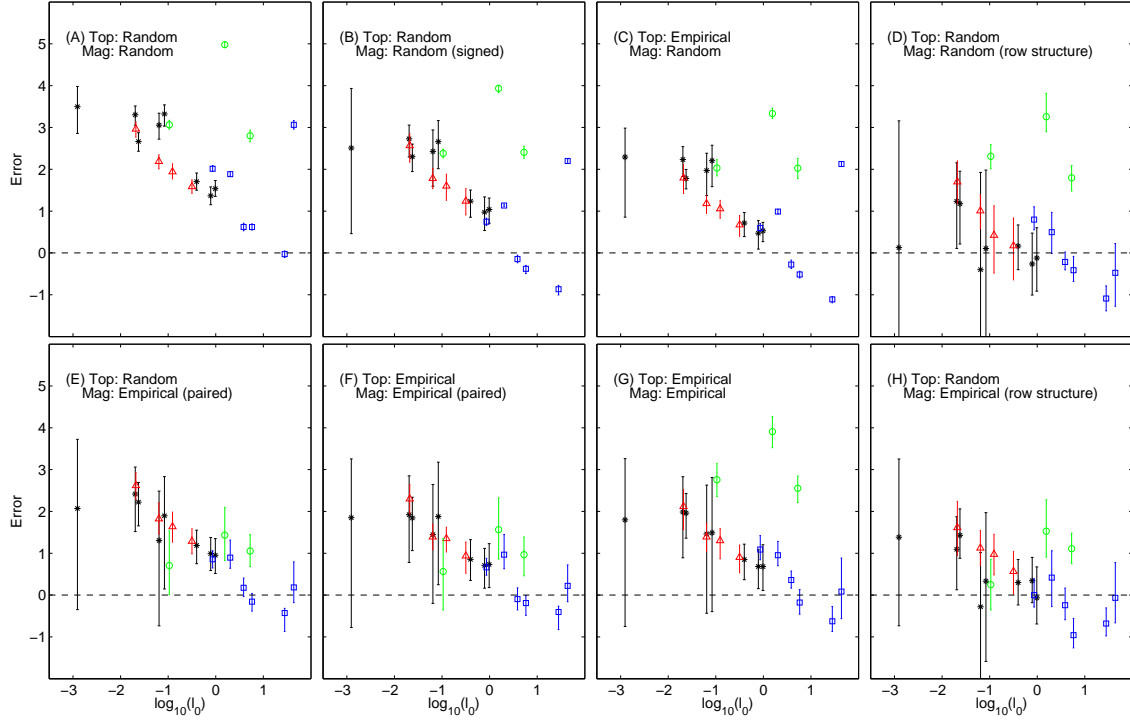 (A) Top: Random
Mag: Random
(B) Top: Random
Mag: Random (signed)
(C) Top: Empirical
Mag: Random
(D) Top: Random
Mag: Random (row structure)
Error
5
4
3
2
1
0
−1
(E) Top: Random
Mag: Empirical (paired)
(F) Top: Empirical
Mag: Empirical (paired)
(G) Top: Empirical
Mag: Empirical
(H) Top: Random
Mag: Empirical (row structure)
Error
5
4
3
2
1
0
−1
−3 −2 −1 0 1
−3 −2 −1 0 1
−3 −2 −1 0 1
−3 −2 −1 0 1
log10(I0)
log10(I0)
log10(I0)
log10(I0)